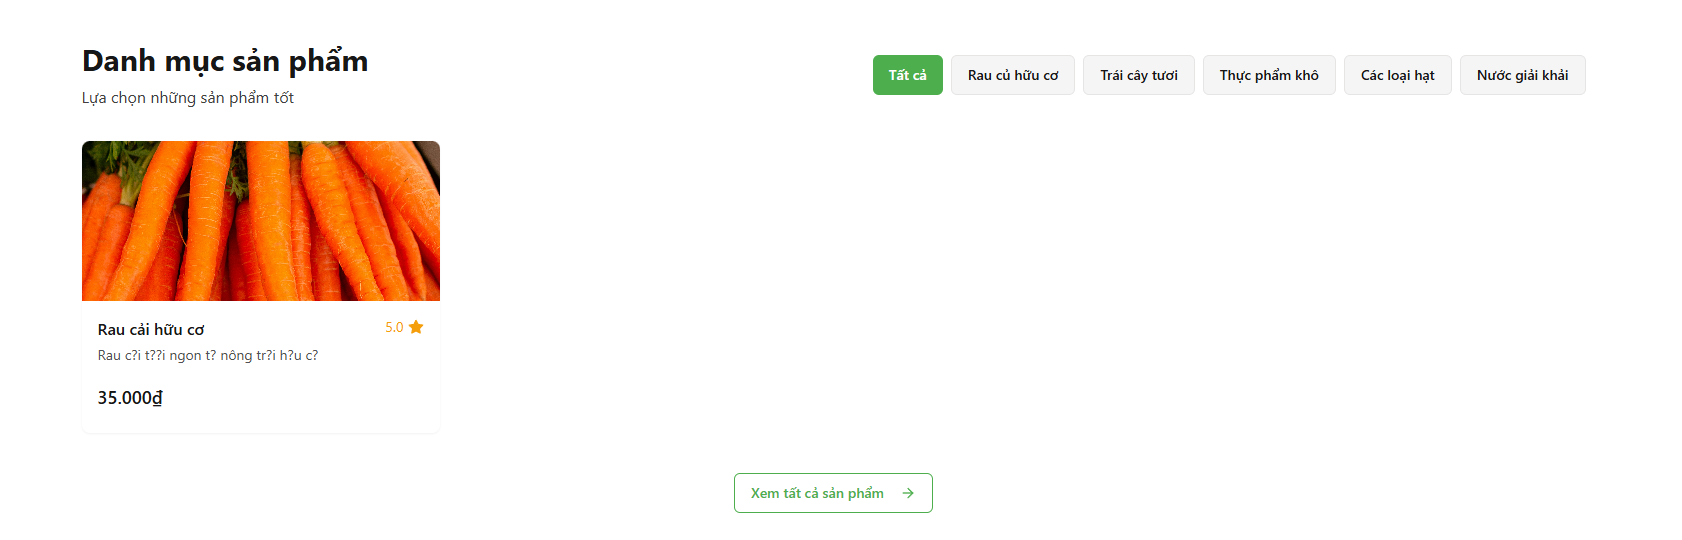 Danh mục sản phẩm
Lựa chọn những sản phẩm tốt
Tất cả
Rau củ hữu cơ
Trái cây tươi
Thực phẩm khô
Các loại hạt
Nước giải khải
Rau cải hữu cơ
5.0
Rau c?i t??i ngon t? nông tr?i h?u c?
35.000₫
Xem tất cả sản phẩm